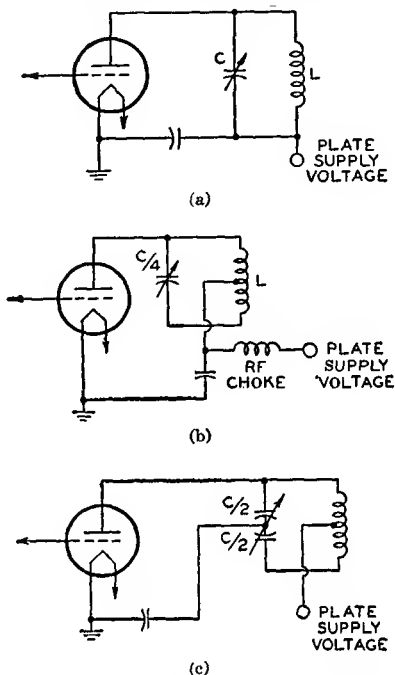 C
L
PLATE
SUPPLY
VOLTAGE
(a)
C/4
L
RF
CHOKE
PLATE
SUPPLY
VOLTAGE
(b)
C/2
C/2
PLATE
SUPPLY
VOLTAGE
(c)